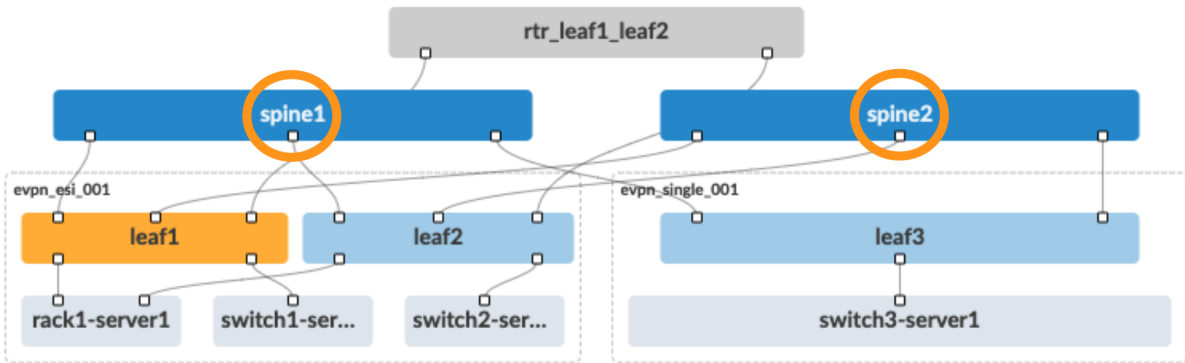 rtr_leaf1_leaf2
spine1 spine2
evpn_esi_001 evpn_single_001
leaf1 leaf2 leaf3
rack1-server1 switch1-ser... switch2-ser... switch3-server1